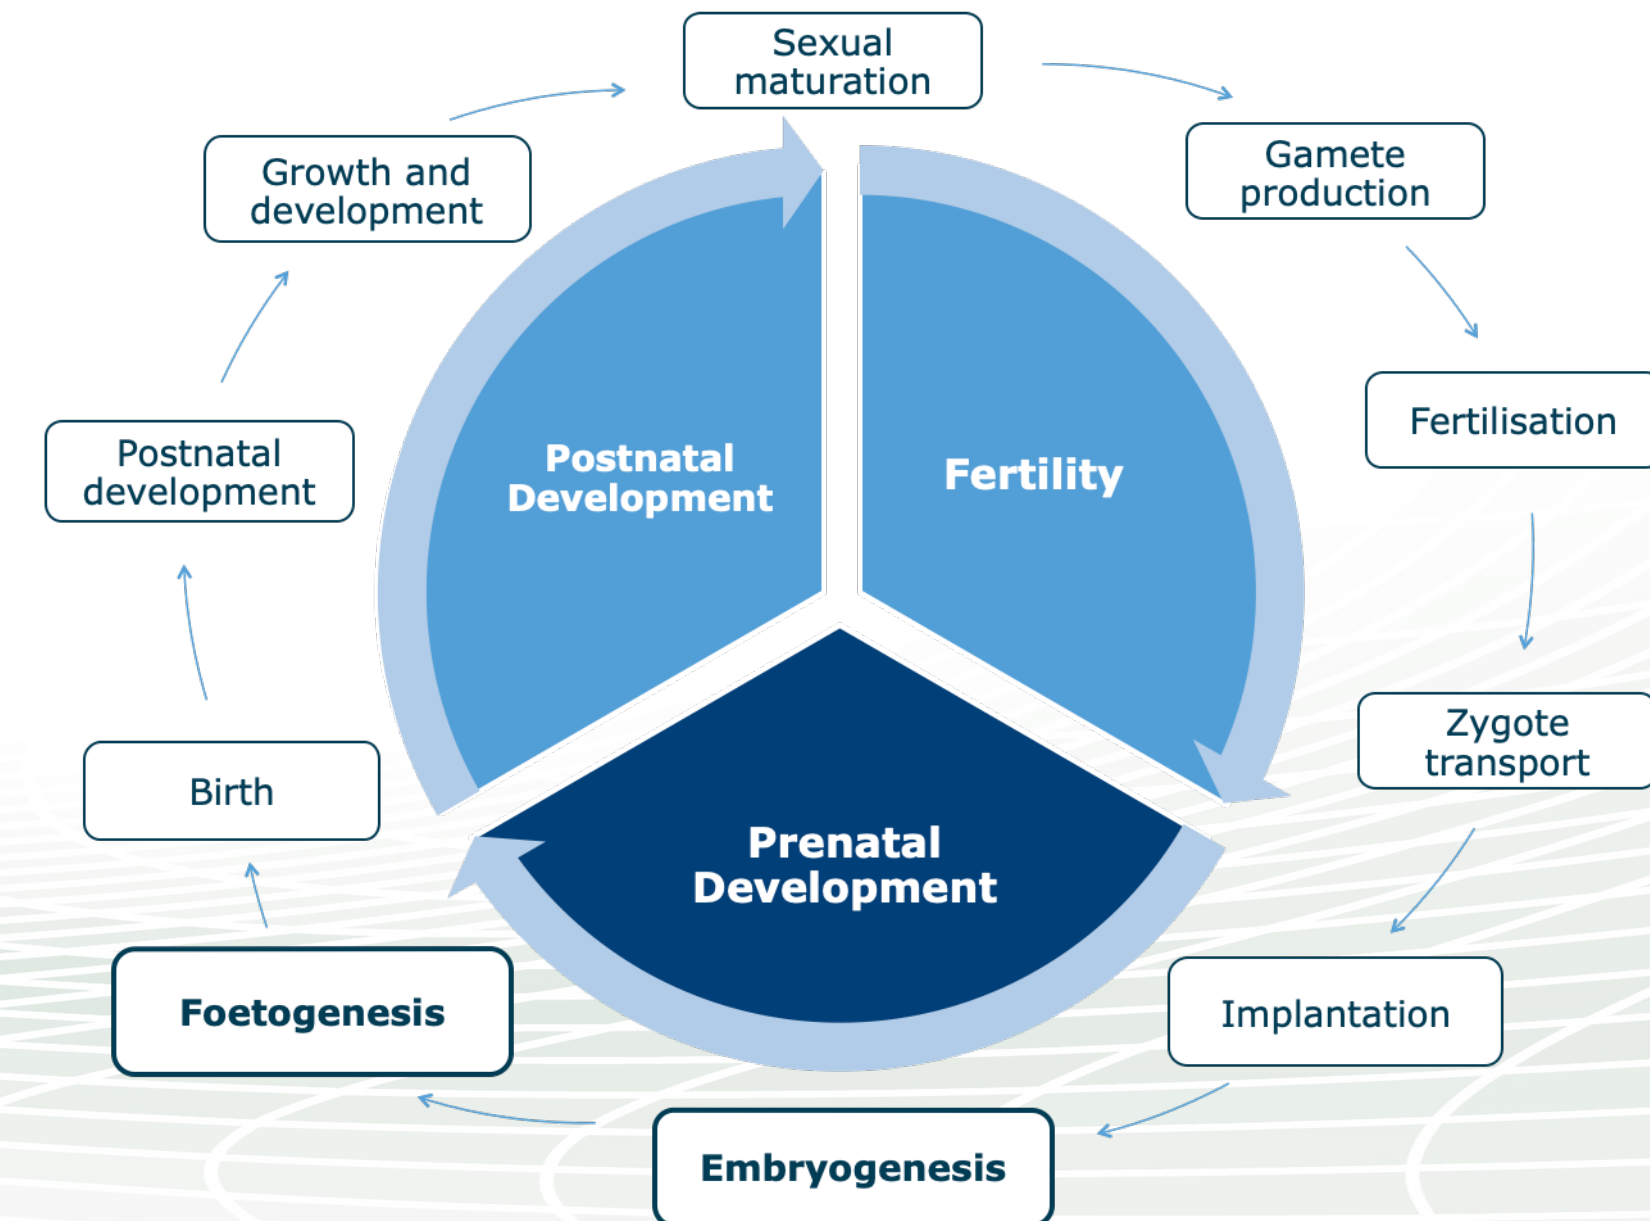 Sexual
maturation
Gamete
production
Fertilisation
Zygote
transport
Implantation
Embryogenesis
Foetogenesis
Birth
Postnatal
development
Growth and
development
Postnatal
Development
Fertility
Prenatal
Development